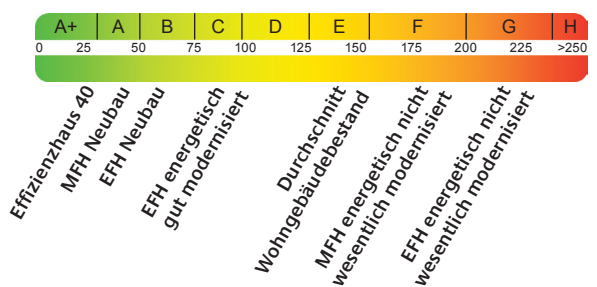 A+ A B C D E F G H
0 25 50 75 100 125 150 175 200 225 >250
Effizienzhaus 40
MFH Neubau
EFH Neubau
EFH energetisch
gut modernisiert
Durchschnitt
Wohngebäudebestand
MFH energetisch nicht
wesentlich modernisiert
EFH energetisch nicht
wesentlich modernisiert